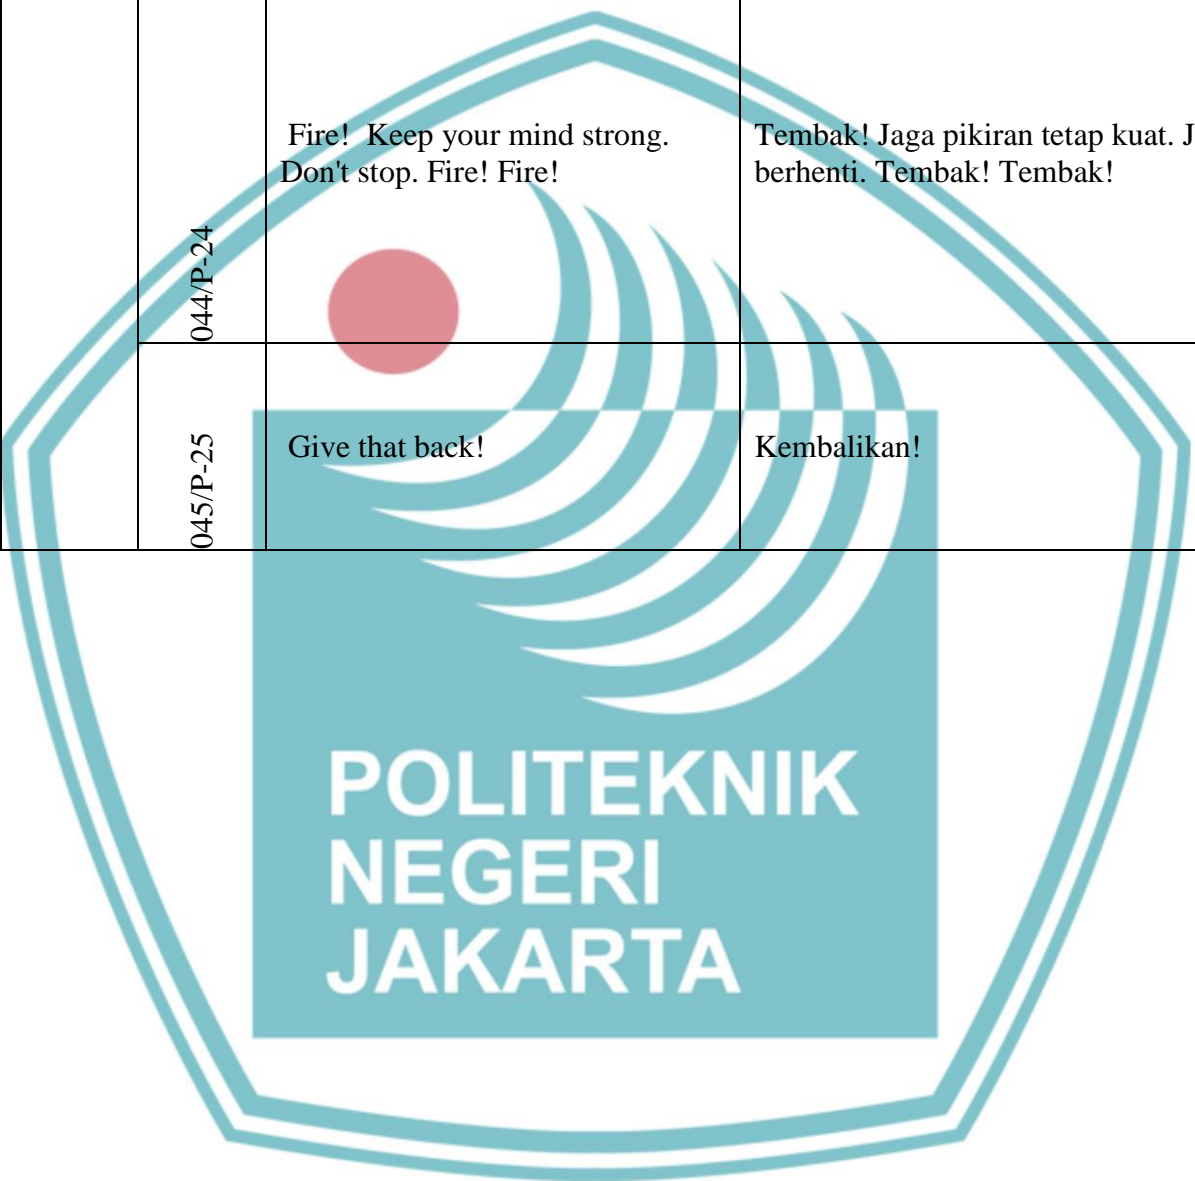 044/P-24
Fire!  Keep your mind strong.
Don't stop. Fire! Fire!
Tembak! Jaga pikiran tetap kuat. J
berhenti. Tembak! Tembak!
045/P-25
Give that back!
Kembalikan!
POLITEKNIK
NEGERI
JAKARTA